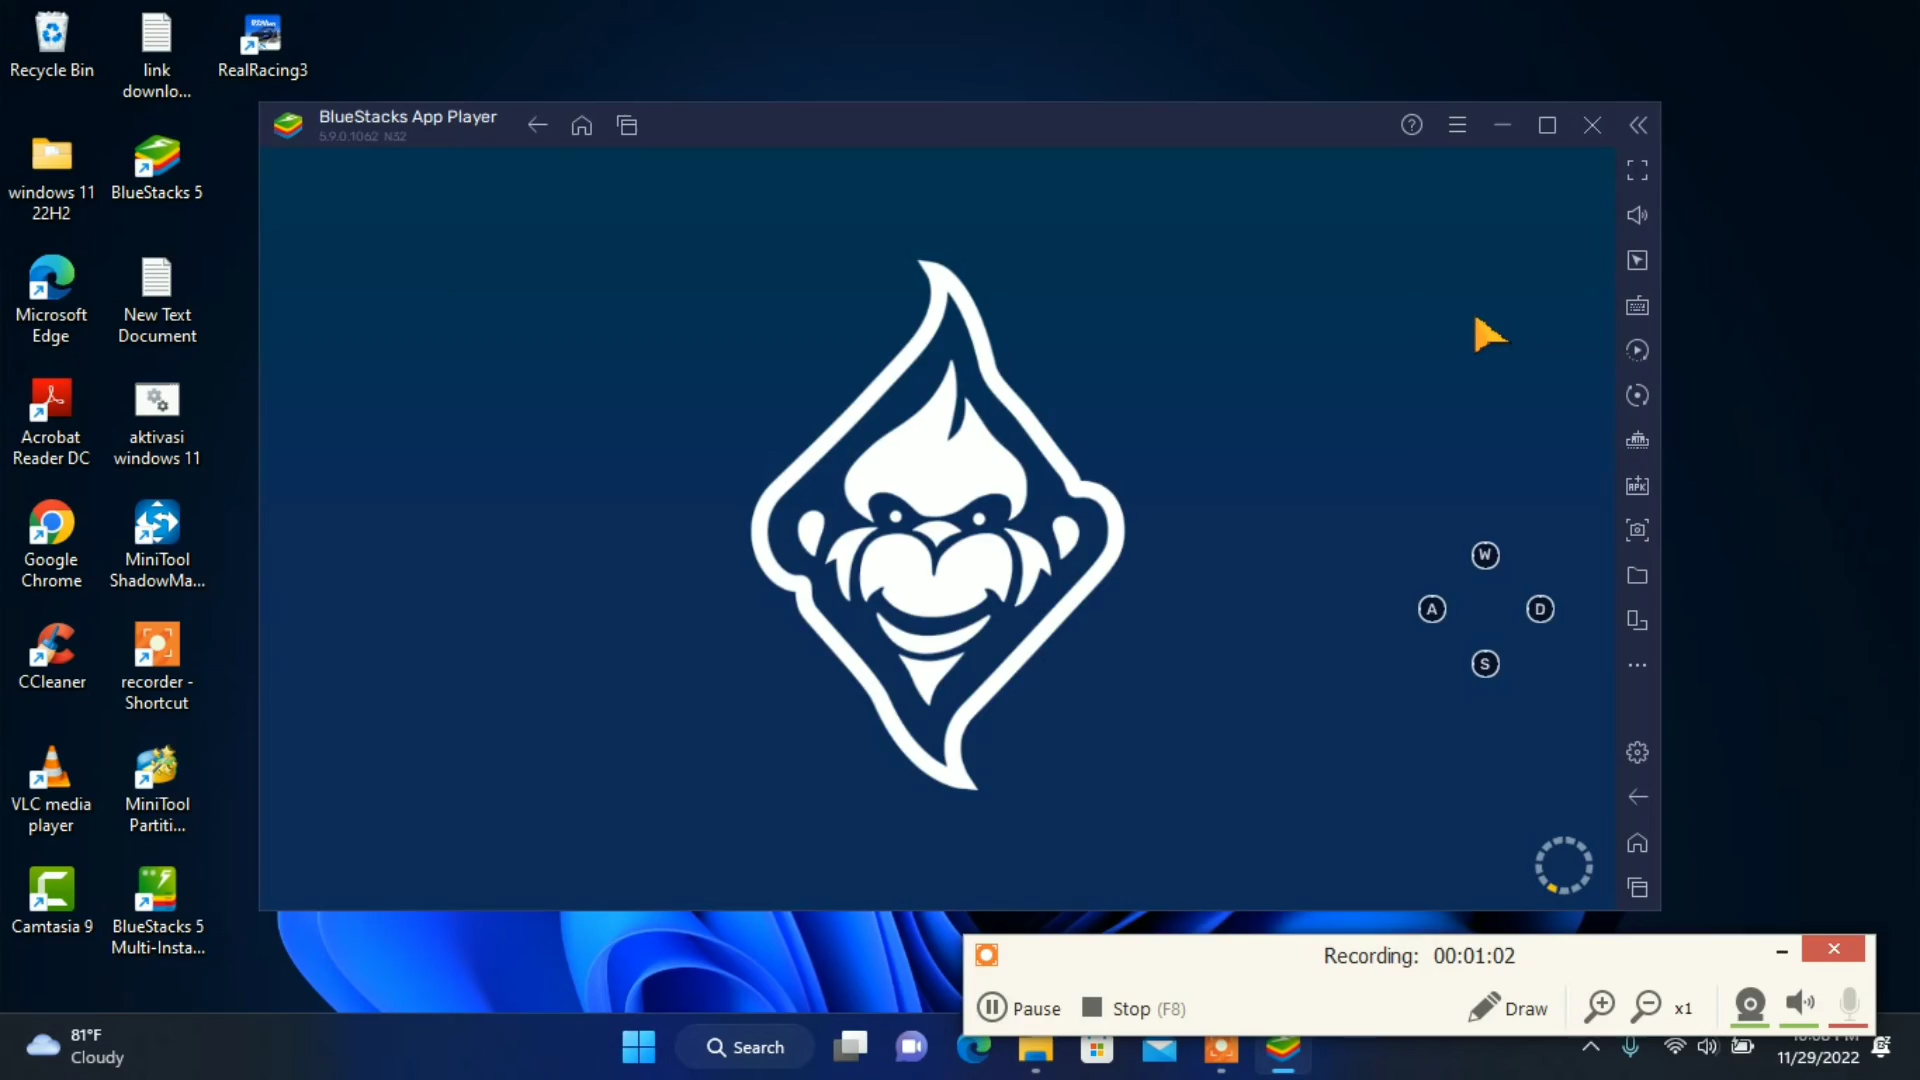 Recycle Bin
link
downlo...
RealRacing3
windows 11
22H2
BlueStacks 5
Microsoft
Edge
New Text
Document
Acrobat
Reader DC
aktivasi
windows 11
Google
Chrome
MiniTool
ShadowMa...
CCleaner
recorder -
Shortcut
VLC media
player
MiniTool
Partiti...
Camtasia 9
BlueStacks 5
Multi-Insta...
BlueStacks App Player
5.9.0.1062 N32
W
A
D
S
APK
Recording: 00:01:02
Pause
Stop (F8)
Draw
x1
81°F
Cloudy
Search
11/29/2022